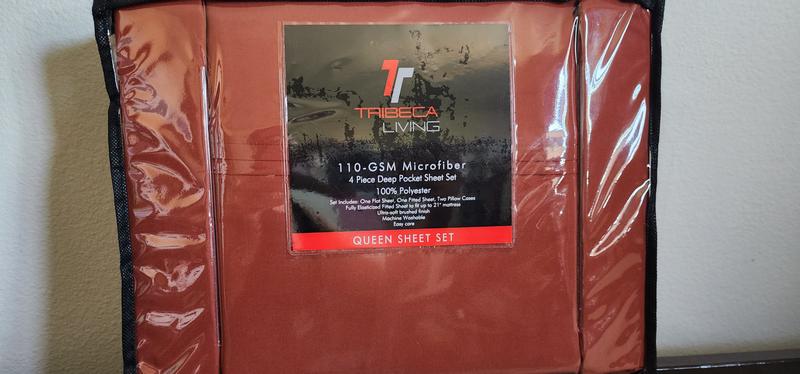 TRIBECA
LIVING
110-GSM Microfiber
4 Piece Deep Pocket Sheet Set
100% Polyester
Set Includes: One Flat Sheet, One Fitted Sheet, Two Pillow Cases
Fully Elasticized Fitted Sheet to fit up to 21" mattress
Ultra-soft brushed finish
Machine Washable
Easy care
QUEEN SHEET SET